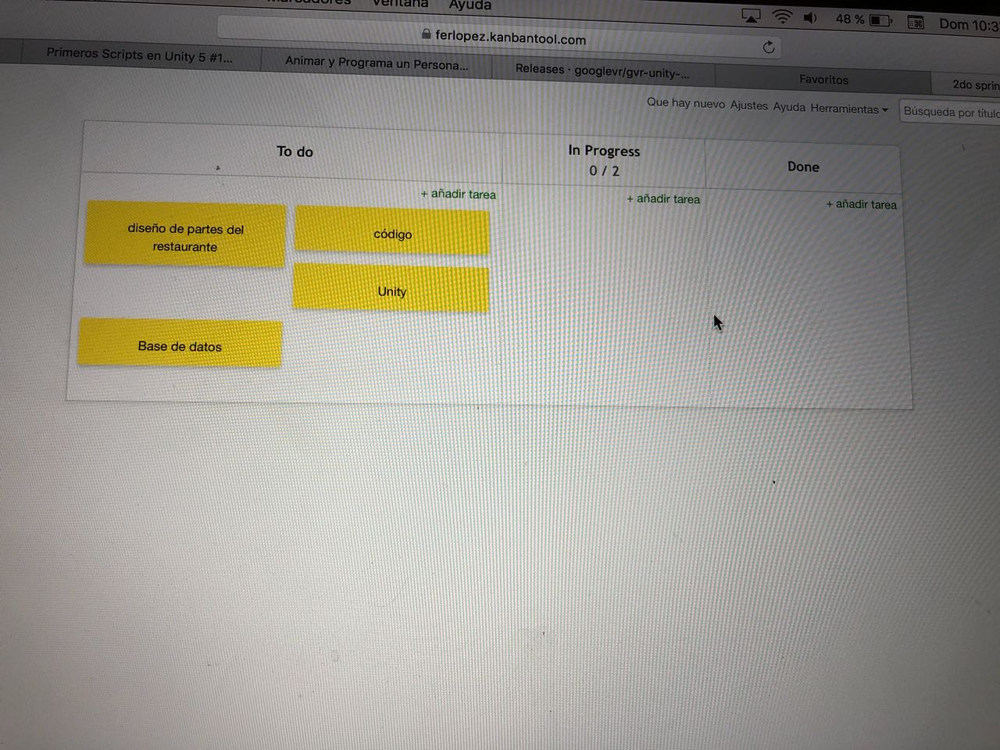 Marcadores Ventana Ayuda
48 % Dom 10:3
ferlopez.kanbantool.com
Primeros Scripts en Unity 5 #1... Animar y Programa un Persona... Releases · googlevr/gvr-unity-... Favoritos 2do sprin
Que hay nuevo Ajustes Ayuda Herramientas Búsqueda por título
To do
In Progress
0 / 2
Done
+ añadir tarea + añadir tarea + añadir tarea
diseño de partes del
restaurante
código
Unity
Base de datos